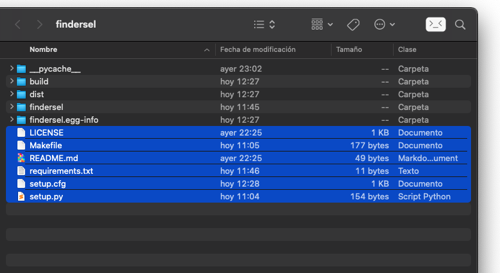 findersel
Nombre Fecha de modificación Tamaño Clase
__pycache__ ayer 23:02 -- Carpeta
build hoy 12:27 -- Carpeta
dist hoy 12:27 -- Carpeta
findersel hoy 11:45 -- Carpeta
findersel.egg-info hoy 12:27 -- Carpeta
LICENSE ayer 22:25 1 KB Documento
Makefile hoy 11:05 177 bytes Documento
README.md ayer 22:25 49 bytes Markdo...ument
requirements.txt hoy 11:46 11 bytes Texto
setup.cfg hoy 12:28 1 KB Documento
setup.py hoy 11:04 154 bytes Script Python